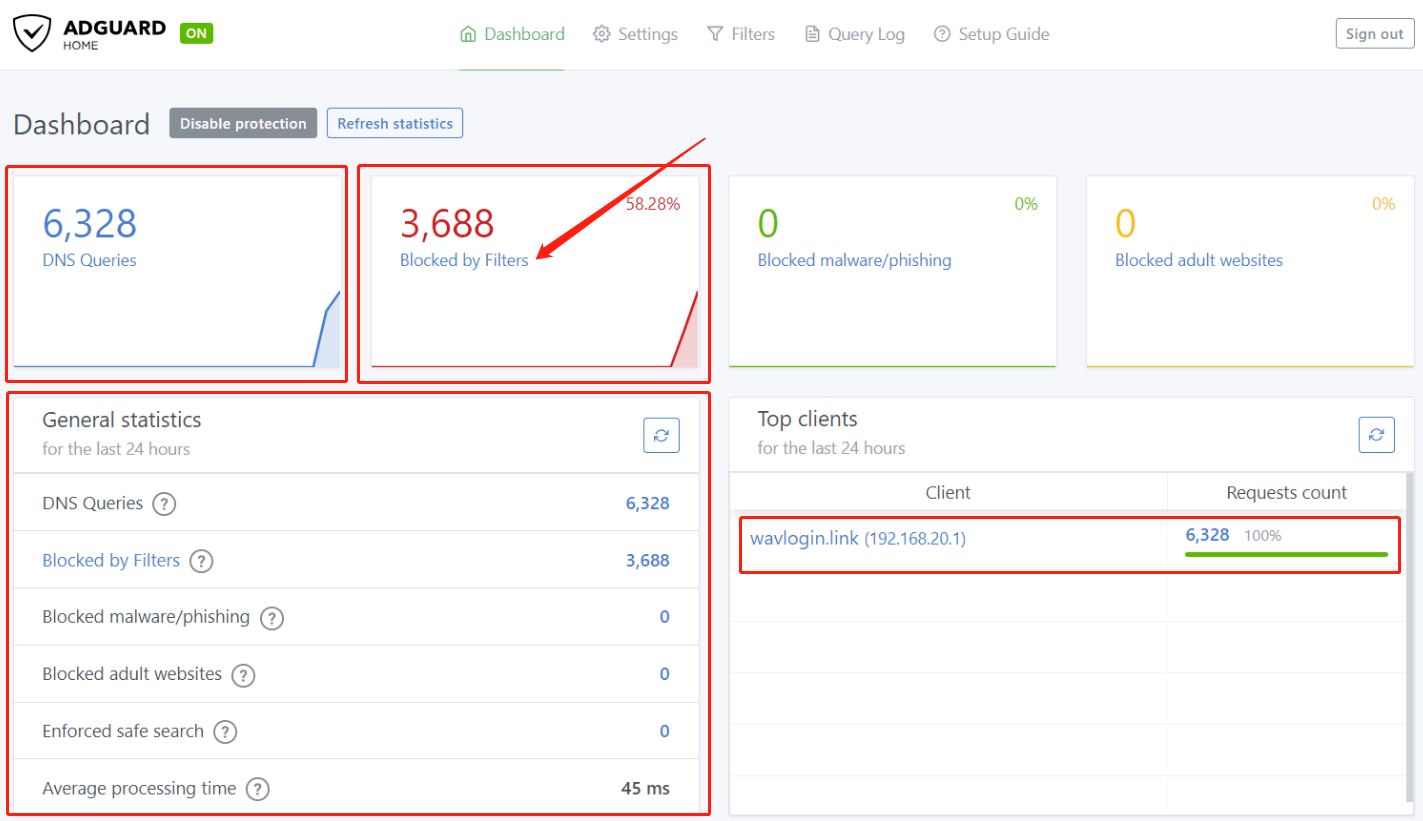 ADGUARD
HOME
ON
Dashboard
Settings
Filters
Query Log
Setup Guide
Sign out
Dashboard
Disable protection
Refresh statistics
6,328
DNS Queries
58.28%
3,688
Blocked by Filters
0%
0
Blocked malware/phishing
0%
0
Blocked adult websites
General statistics
for the last 24 hours
DNS Queries ? 6,328
Blocked by Filters ? 3,688
Blocked malware/phishing ? 0
Blocked adult websites ? 0
Enforced safe search ? 0
Average processing time ? 45 ms
Top clients
for the last 24 hours
Client Requests count
wavlogin.link (192.168.20.1) 6,328 100%